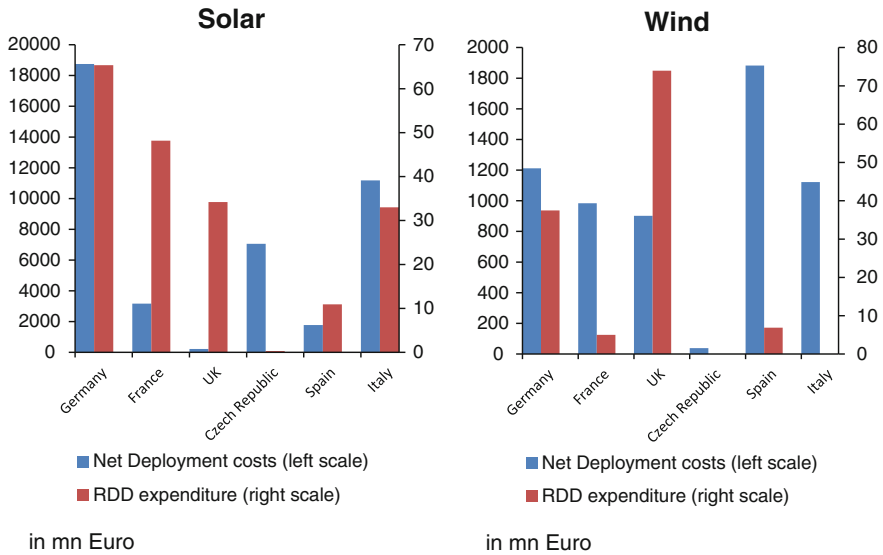 Solar
20000
18000
16000
14000
12000
10000
8000
6000
4000
2000
0
70
60
50
40
30
20
10
0
Germany
France
UK
Czech Republic
Spain
Italy
Net Deployment costs (left scale)
RDD expenditure (right scale)
in mn Euro
Wind
2000
1800
1600
1400
1200
1000
800
600
400
200
0
80
70
60
50
40
30
20
10
0
Germany
France
UK
Czech Republic
Spain
Italy
Net Deployment costs (left scale)
RDD expenditure (right scale)
in mn Euro